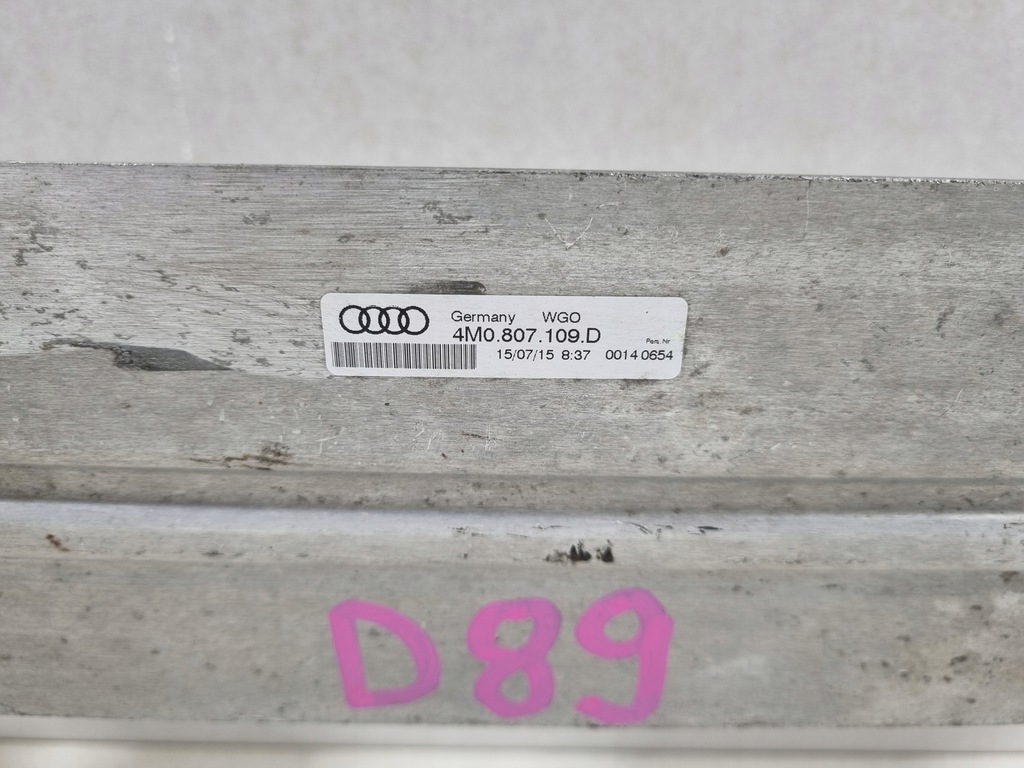 Germany WGO
4M0.807.109.D
Pers. Nr
15/07/15 8:37 0014 0654
D89